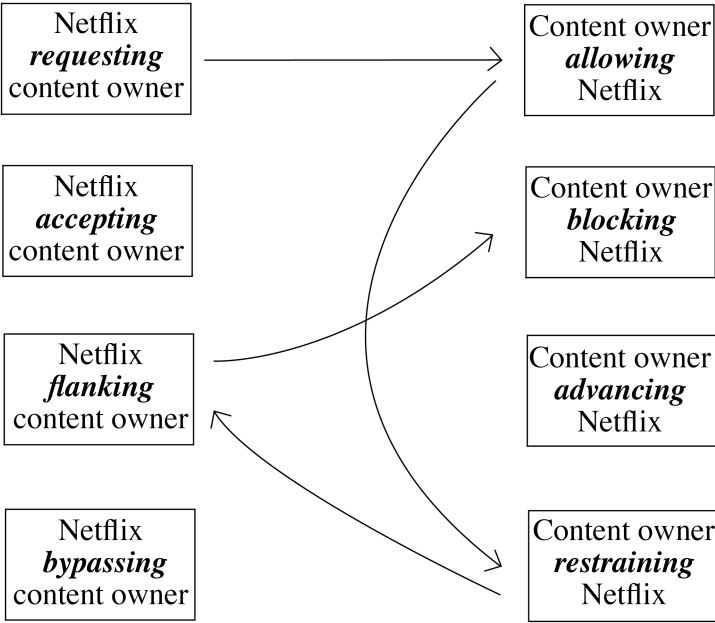 Netflix
requesting
content owner
Content owner
allowing
Netflix
Netflix
accepting
content owner
Content owner
blocking
Netflix
Netflix
flanking
content owner
Content owner
advancing
Netflix
Netflix
bypassing
content owner
Content owner
restraining
Netflix